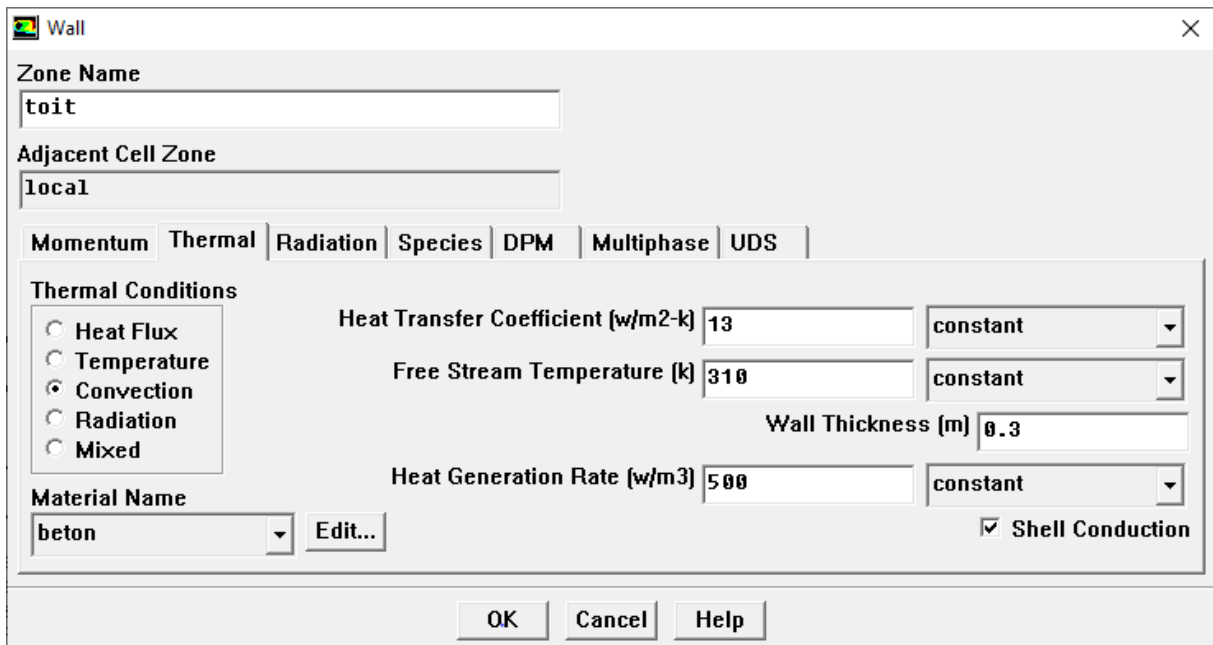 Wall
Zone Name
toit
Adjacent Cell Zone
local
Momentum Thermal Radiation Species DPM Multiphase UDS
Thermal Conditions
Heat Flux
Temperature
Convection
Radiation
Mixed
Material Name
beton Edit...
Heat Transfer Coefficient (w/m2-k) 13 constant
Free Stream Temperature (k) 310 constant
Wall Thickness (m) 0.3
Heat Generation Rate (w/m3) 500 constant
Shell Conduction
OK Cancel Help